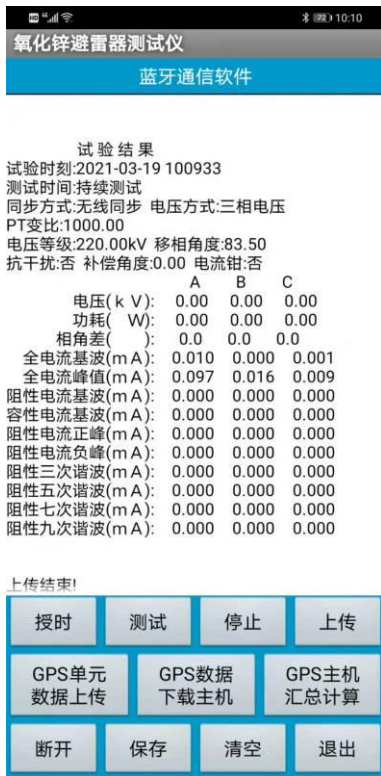 HD 4G 72 10:10
氧化锌避雷器测试仪
蓝牙通信软件
试验结果
试验时刻:2021-03-19 100933
测试时间:持续测试
同步方式:无线同步 电压方式:三相电压
PT变比:1000.00
电压等级:220.00kV 移相角度:83.50
抗干扰:否 补偿角度:0.00 电流钳:否
A B C
电压(kV): 0.00 0.00 0.00
功耗( W): 0.00 0.00 0.00
相角差( ): 0.0 0.0 0.0
全电流基波(mA): 0.010 0.000 0.001
全电流峰值(mA): 0.097 0.016 0.009
阻性电流基波(mA): 0.000 0.000 0.000
容性电流基波(mA): 0.000 0.000 0.000
阻性电流正峰(mA): 0.000 0.000 0.000
阻性电流负峰(mA): 0.000 0.000 0.000
阻性三次谐波(mA): 0.000 0.000 0.000
阻性五次谐波(mA): 0.000 0.000 0.000
阻性七次谐波(mA): 0.000 0.000 0.000
阻性九次谐波(mA): 0.000 0.000 0.000
上传结束!
授时 测试 停止 上传
GPS单元 GPS数据 GPS主机
数据上传 下载主机 汇总计算
断开 保存 清空 退出